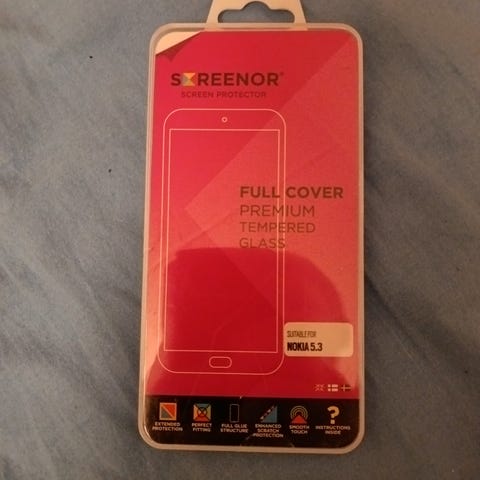 SCREENOR®
SCREEN PROTECTOR
FULL COVER
PREMIUM
TEMPERED
GLASS
SUITABLE FOR
NOKIA 5.3
EXTENDED
PROTECTION
PERFECT
FITTING
FULL GLUE
STRUCTURE
ENHANCED
SCRATCH
PROTECTION
SMOOTH
TOUCH
?
INSTRUCTIONS
INSIDE